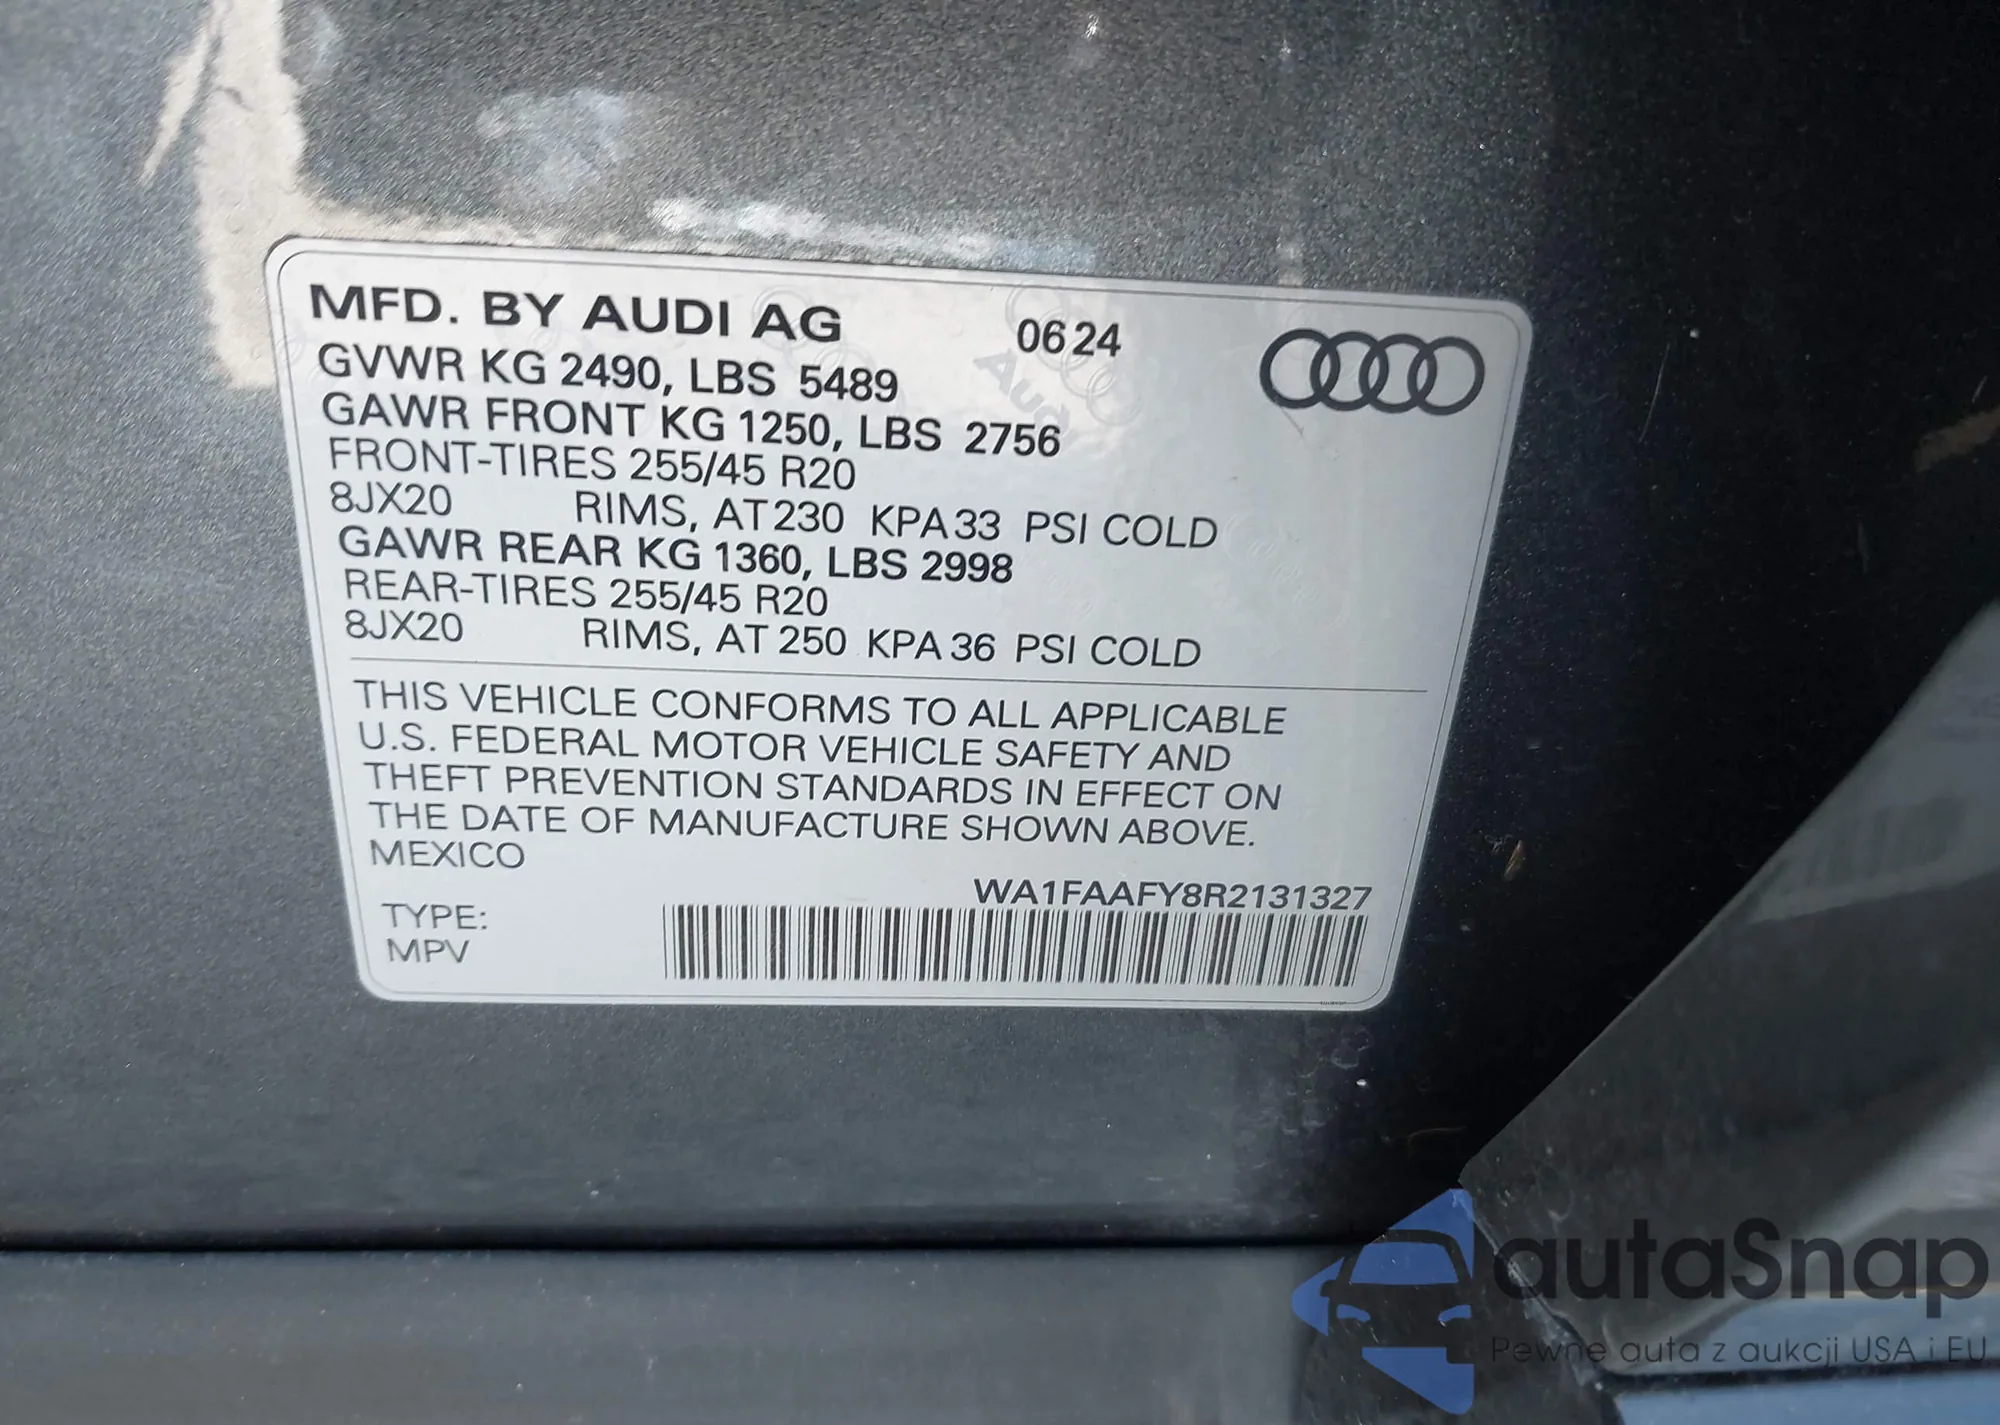 MFD. BY AUDI AG 06 24
GVWR KG 2490, LBS 5489
GAWR FRONT KG 1250, LBS 2756
FRONT-TIRES 255/45 R20
8JX20 RIMS, AT 230 KPA 33 PSI COLD
GAWR REAR KG 1360, LBS 2998
REAR-TIRES 255/45 R20
8JX20 RIMS, AT 250 KPA 36 PSI COLD
THIS VEHICLE CONFORMS TO ALL APPLICABLE
U.S. FEDERAL MOTOR VEHICLE SAFETY AND
THEFT PREVENTION STANDARDS IN EFFECT ON
THE DATE OF MANUFACTURE SHOWN ABOVE.
MEXICO
WA1FAAFY8R2131327
TYPE:
MPV
autaSnap
Pewne auta z aukcji USA i EU